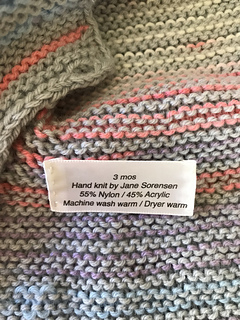 3 mos
Hand knit by Jane Sorensen
55% Nylon / 45% Acrylic
Machine wash warm / Dryer warm